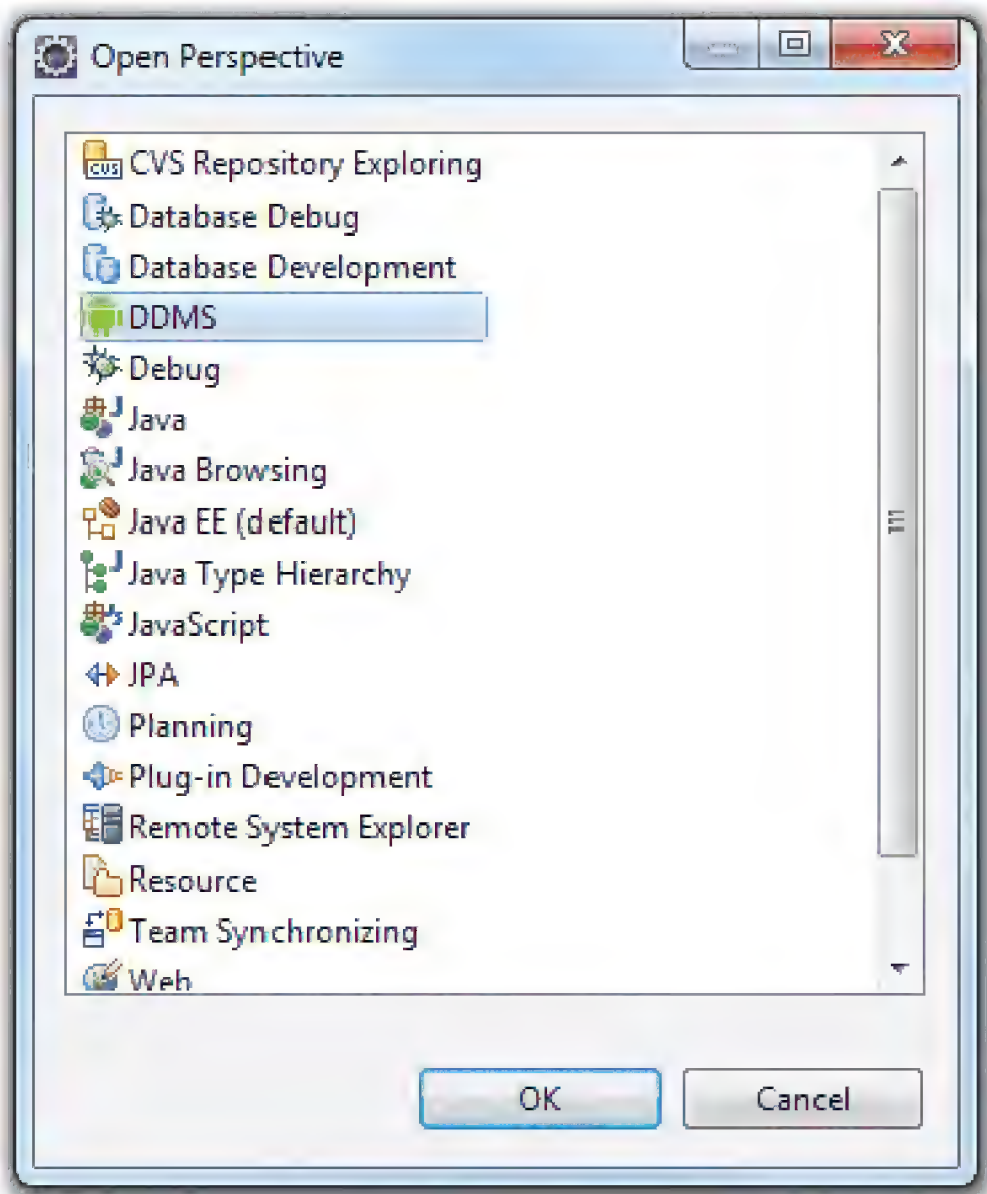 Open Perspective
CVS Repository Exploring
Database Debug
Database Development
DDMS
Debug
Java
Java Browsing
Java EE (default)
Java Type Hierarchy
JavaScript
JPA
Planning
Plug-in Development
Remote System Explorer
Resource
Team Synchronizing
Web
OK
Cancel